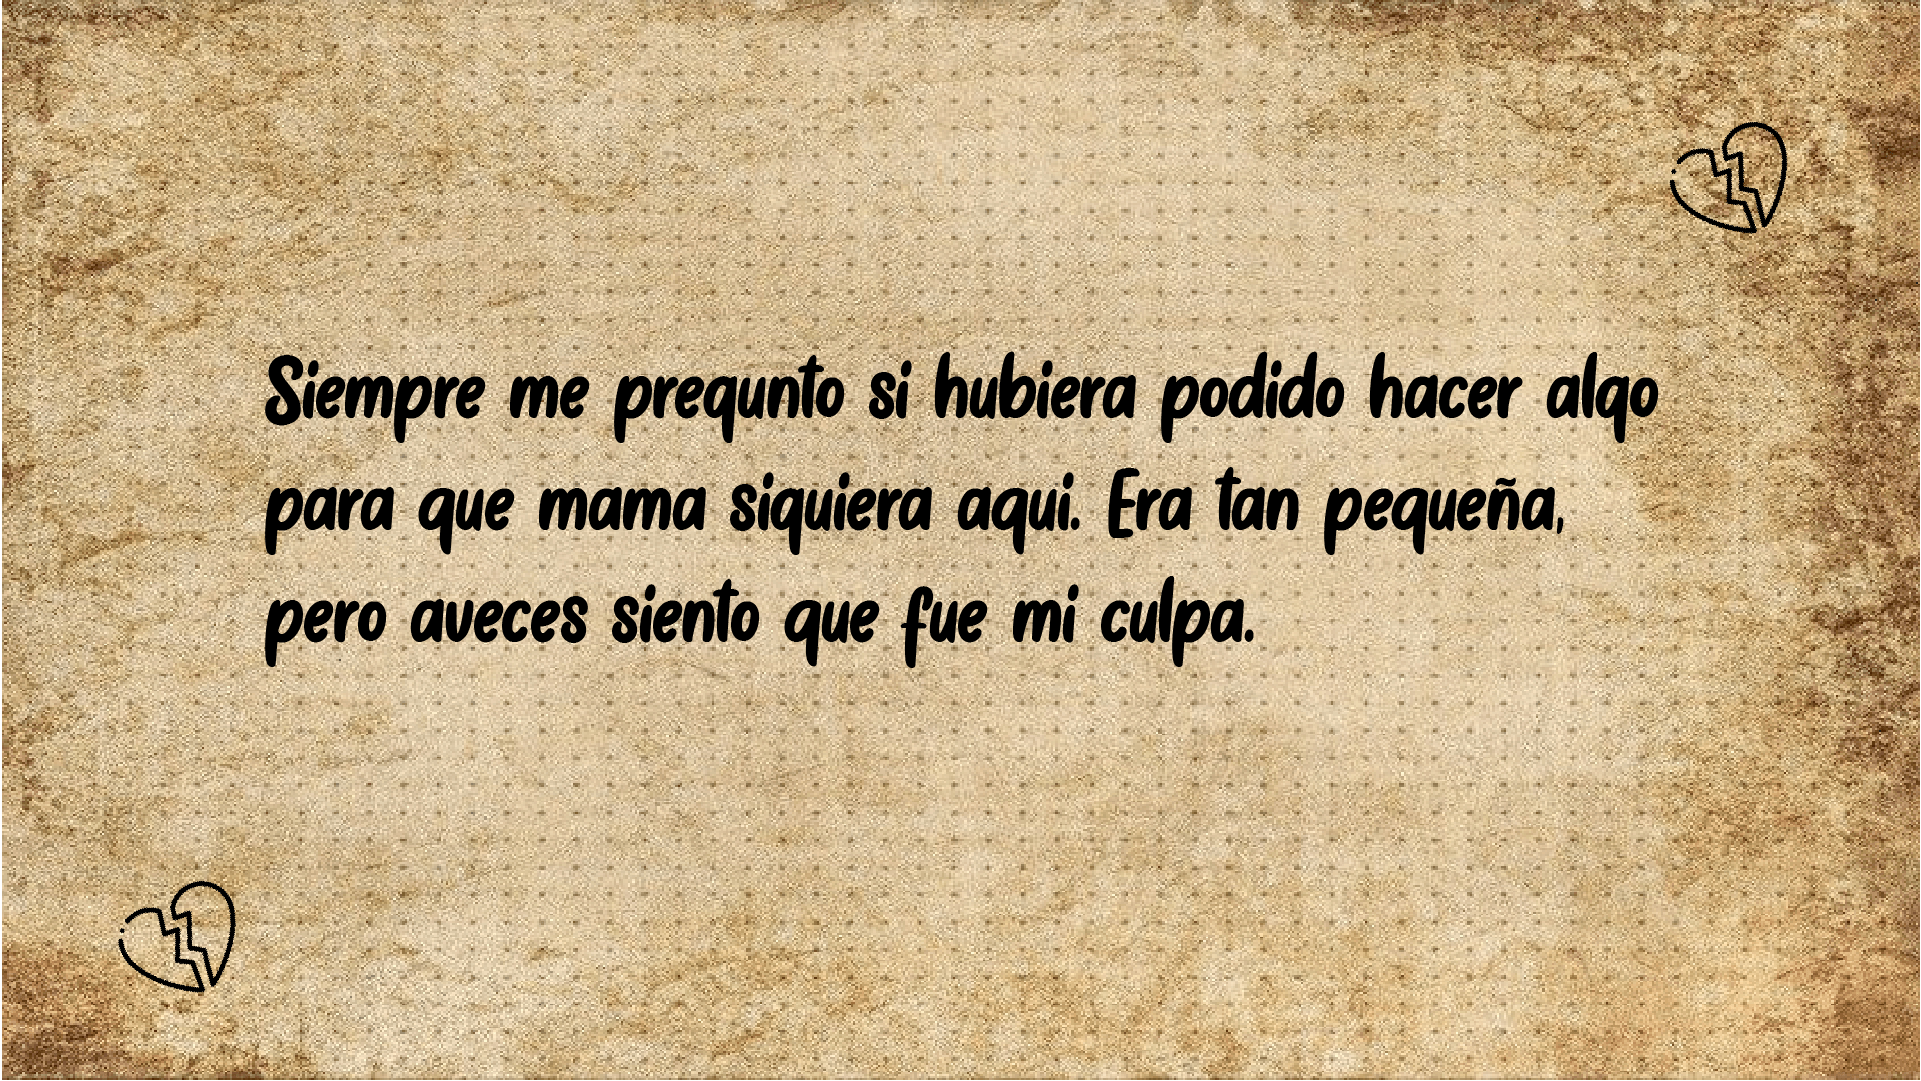 Siempre me pregunto si hubiera podido hacer algo
para que mama siquiera aqui. Era tan pequeña,
pero aveces siento que fue mi culpa.